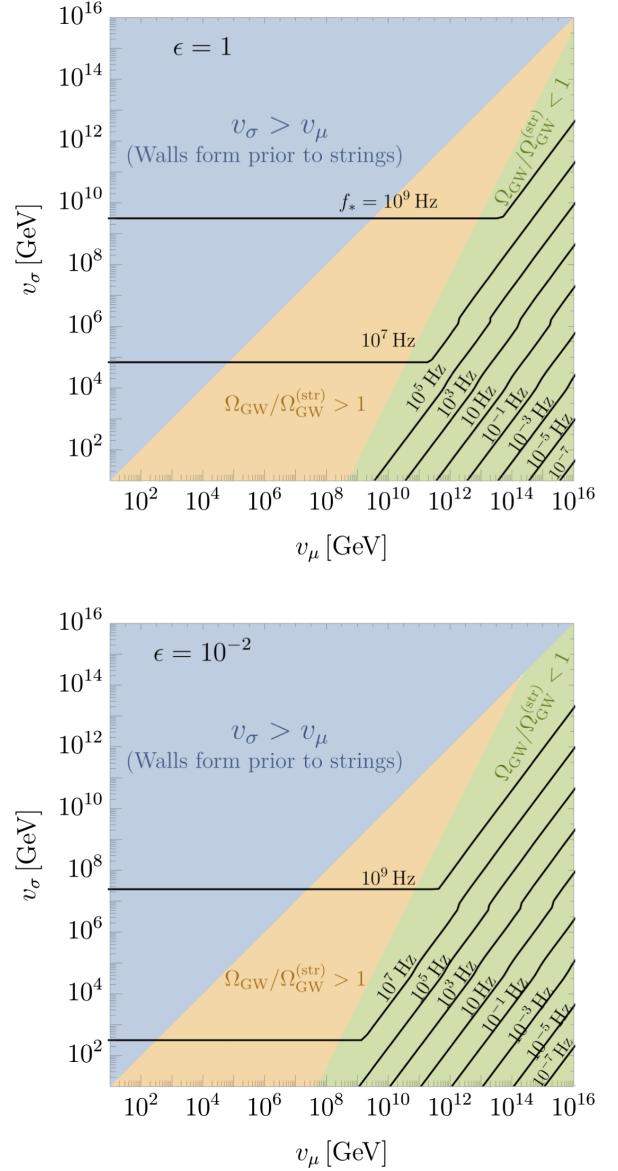 10^16
10^14
10^12
10^10
10^6
10^4
10^2
v_σ [GeV]
ϵ = 1
v_σ > v_μ
(Walls form prior to strings)
Ω_GW/Ω_GW^(str) < 1
f_* = 10^9 Hz
10^7 Hz
Ω_GW/Ω_GW^(str) > 1
10^5 Hz
10^3 Hz
10 Hz
10^-1 Hz
10^-3 Hz
10^-5 Hz
10^-7
10^2 10^4 10^6 10^8 10^10 10^12 10^14 10^16
v_μ [GeV]
10^16
10^14
10^12
10^10
10^8
10^6
10^4
10^2
v_σ [GeV]
ϵ = 10^-2
v_σ > v_μ
(Walls form prior to strings)
Ω_GW/Ω_GW^(str) < 1
10^9 Hz
Ω_GW/Ω_GW^(str) > 1
10^7 Hz
10^5 Hz
10^3 Hz
10 Hz
10^-1 Hz
10^-3 Hz
10^-5 Hz
10^-7 Hz
10^2 10^4 10^6 10^8 10^10 10^12 10^14 10^16
v_μ [GeV]